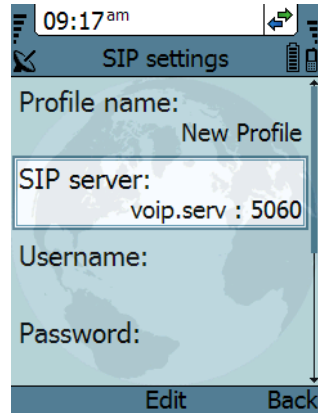 09:17am
SIP settings
Profile name:
New Profile
SIP server:
voip.serv : 5060
Username:
Password:
Edit Back